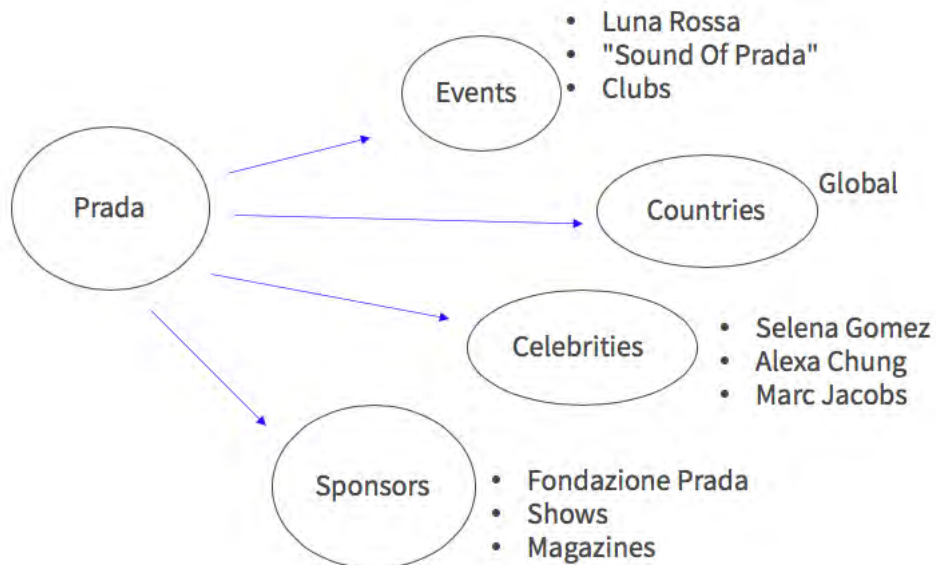 • Luna Rossa
• "Sound Of Prada"
• Clubs
Events
Prada
Countries
Global
Celebrities
• Selena Gomez
• Alexa Chung
• Marc Jacobs
Sponsors
• Fondazione Prada
• Shows
• Magazines